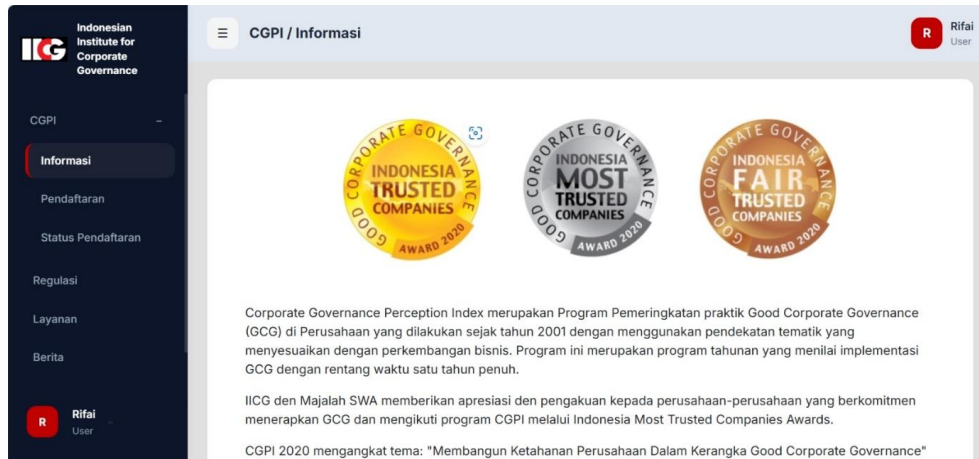 IICG
Indonesian
Institute for
Corporate
Governance
CGPI –
Informasi
Pendaftaran
Status Pendaftaran
Regulasi
Layanan
Berita
R
Rifai
User
☰ CGPI / Informasi
R
Rifai
User
GOOD CORPORATE GOVERNANCE
INDONESIA
TRUSTED
COMPANIES
AWARD 2020
GOOD CORPORATE GOVERNANCE
INDONESIA
MOST
TRUSTED
COMPANIES
AWARD 2020
GOOD CORPORATE GOVERNANCE
INDONESIA
FAIR
TRUSTED
COMPANIES
AWARD 2020
Corporate Governance Perception Index merupakan Program Pemeringkatan praktik Good Corporate Governance
(GCG) di Perusahaan yang dilakukan sejak tahun 2001 dengan menggunakan pendekatan tematik yang
menyesuaikan dengan perkembangan bisnis. Program ini merupakan program tahunan yang menilai implementasi
GCG dengan rentang waktu satu tahun penuh.
IICG den Majalah SWA memberikan apresiasi den pengakuan kepada perusahaan-perusahaan yang berkomitmen
menerapkan GCG dan mengikuti program CGPI melalui Indonesia Most Trusted Companies Awards.
CGPI 2020 mengangkat tema: "Membangun Ketahanan Perusahaan Dalam Kerangka Good Corporate Governance"